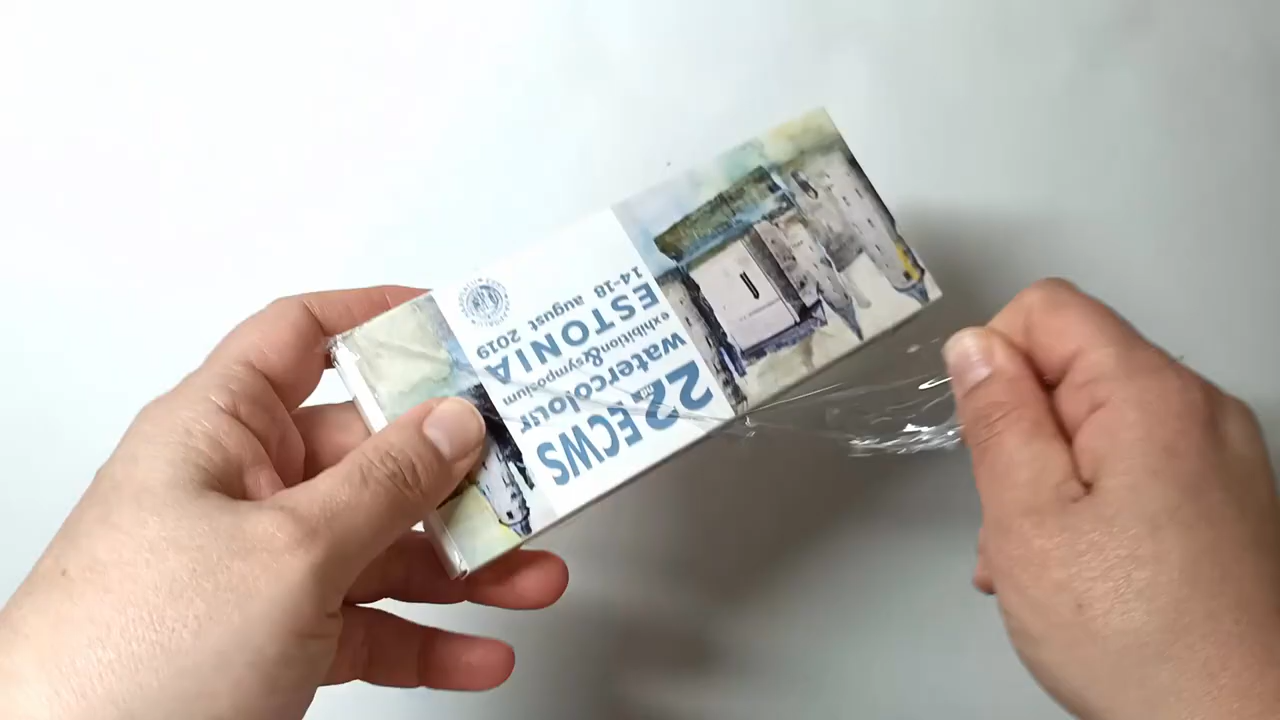 22nd ECWS
watercolour
exhibition&symposium
ESTONIA
14-18 august 2019